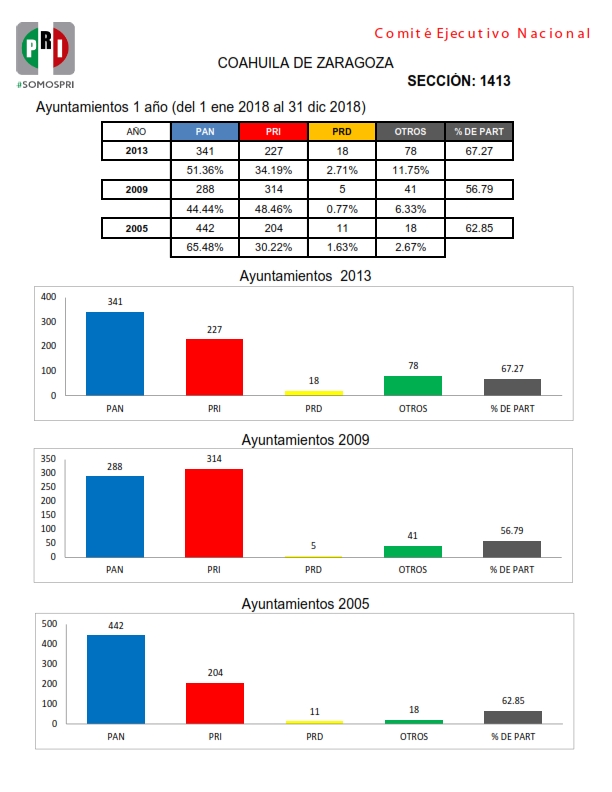 Comité Ejecutivo Nacional
PRI
#SOMOSPRI
COAHUILA DE ZARAGOZA
SECCIÓN: 1413
Ayuntamientos 1 año (del 1 ene 2018 al 31 dic 2018)
AÑO PAN PRI PRD OTROS % DE PART
2013 341 227 18 78 67.27
51.36% 34.19% 2.71% 11.75%
2009 288 314 5 41 56.79
44.44% 48.46% 0.77% 6.33%
2005 442 204 11 18 62.85
65.48% 30.22% 1.63% 2.67%
Ayuntamientos 2013
400
300
200
100
0
341 227 18 78 67.27
PAN PRI PRD OTROS % DE PART
Ayuntamientos 2009
350
300
250
200
150
100
50
0
288 314 5 41 56.79
PAN PRI PRD OTROS % DE PART
Ayuntamientos 2005
500
400
300
200
100
0
442 204 11 18 62.85
PAN PRI PRD OTROS % DE PART